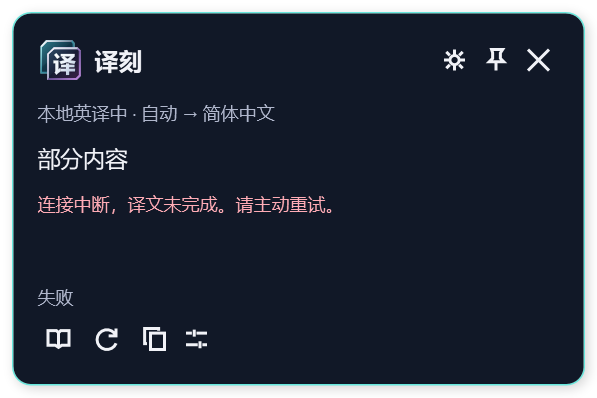 译 译刻
本地英译中 · 自动 → 简体中文
部分内容
连接中断，译文未完成。请主动重试。
失败